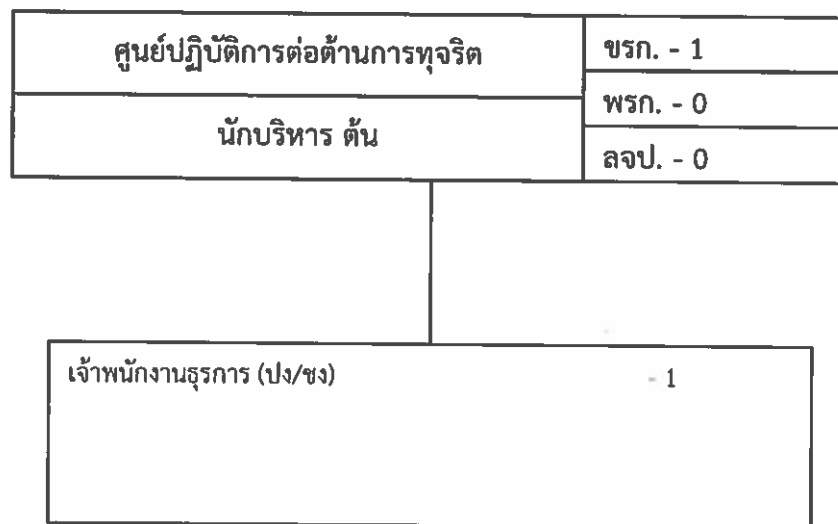 ศูนย์ปฏิบัติการต่อต้านการทุจริต
ขรก. - 1
พรก. - 0
นักบริหาร ต้น
ลจป. - 0
เจ้าพนักงานธุรการ (ปง/ชง) - 1